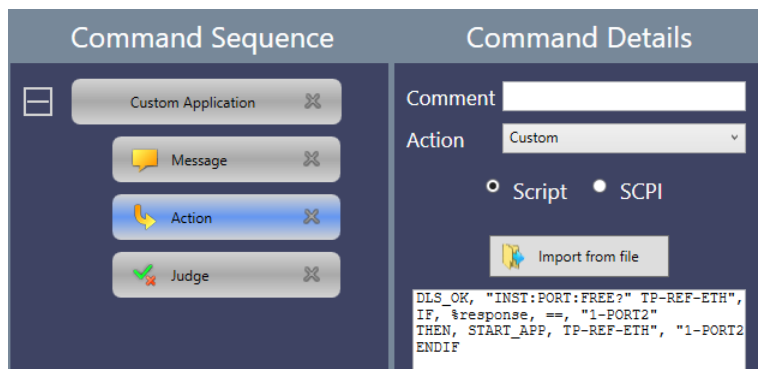 Command Sequence
Command Details
Custom Application
Message
Action
Judge
Comment
Action
Custom
Script
SCPI
Import from file
DLS_OK, "INST:PORT:FREE?" TP-REF-ETH",
IF, %response, ==, "1-PORT2"
THEN, START_APP, TP-REF-ETH", "1-PORT2
ENDIF